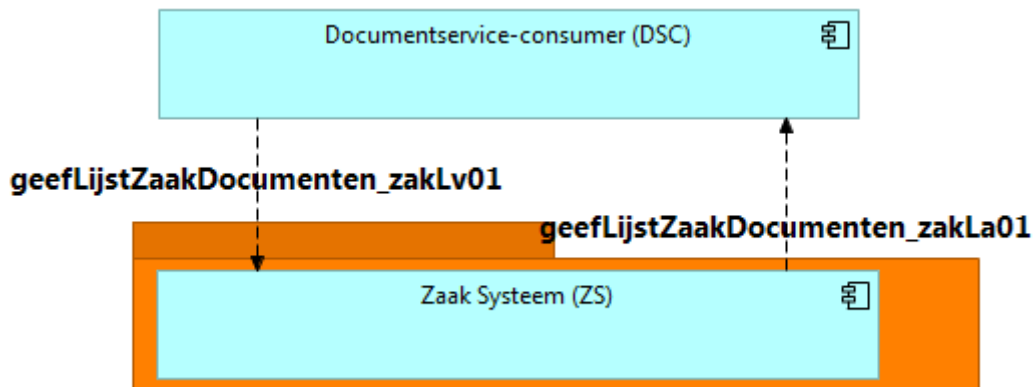 Documentservice-consumer (DSC)
geefLijstZaakDocumenten_zakLv01
geefLijstZaakDocumenten_zakLa01
Zaak Systeem (ZS)